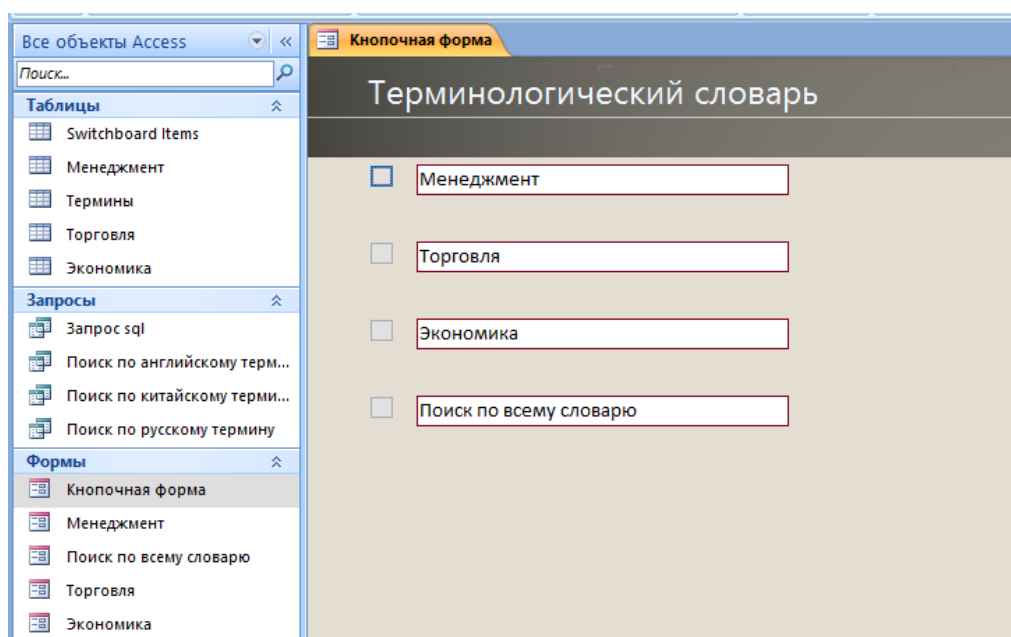 Все объекты Access
Поиск...
Таблицы
Switchboard Items
Менеджмент
Термины
Торговля
Экономика
Запросы
Запрос sql
Поиск по английскому терм...
Поиск по китайскому терми...
Поиск по русскому термину
Формы
Кнопочная форма
Менеджмент
Поиск по всему словарю
Торговля
Экономика
Кнопочная форма
Терминологический словарь
Менеджмент
Торговля
Экономика
Поиск по всему словарю